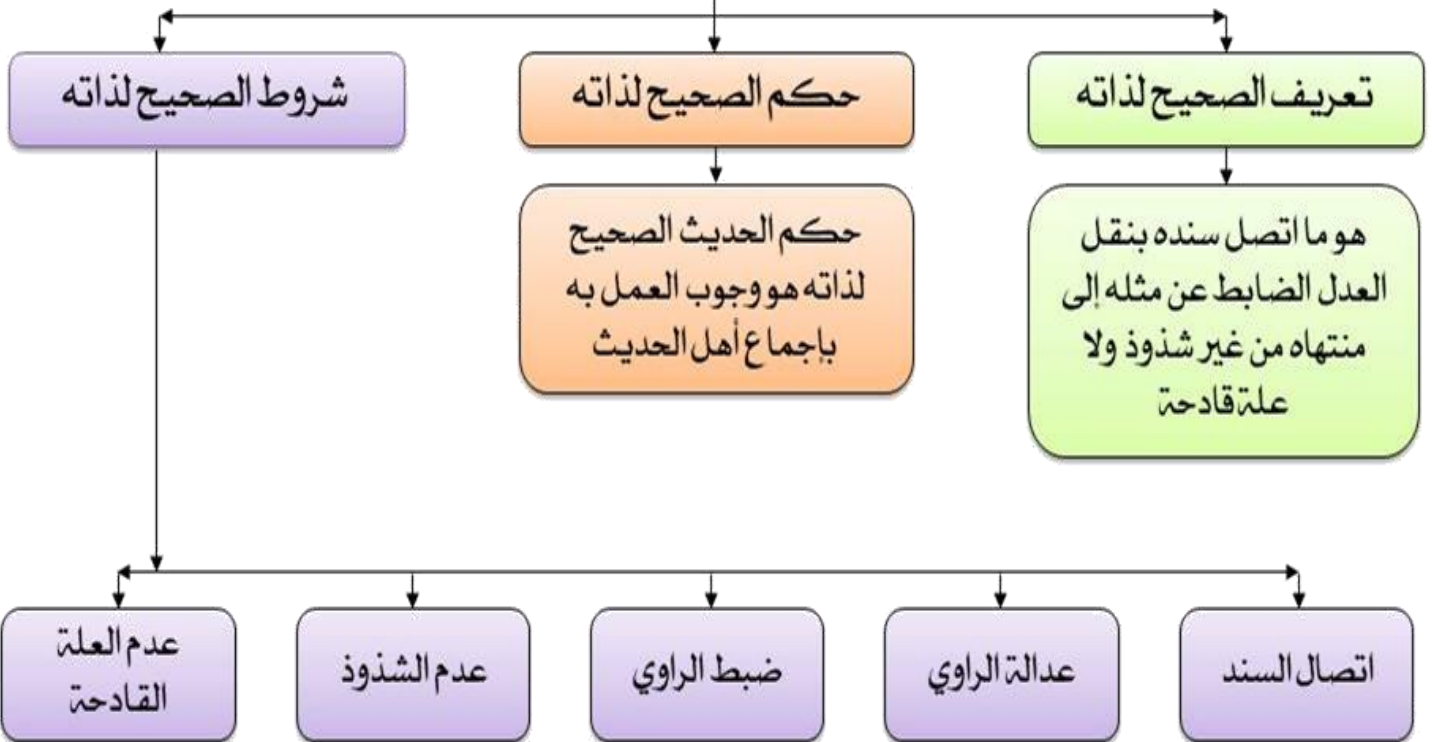 تعريف الصحيح لذاته
حكم الصحيح لذاته
شروط الصحيح لذاته
هو ما اتصل سنده بنقل
العدل الضابط عن مثله إلى
منتهاه من غير شذوذ ولا
علة قادحة
حكم الحديث الصحيح
لذاته هو وجوب العمل به
بإجماع أهل الحديث
اتصال السند
عدالة الراوي
ضبط الراوي
عدم الشذوذ
عدم العلة
القادحة